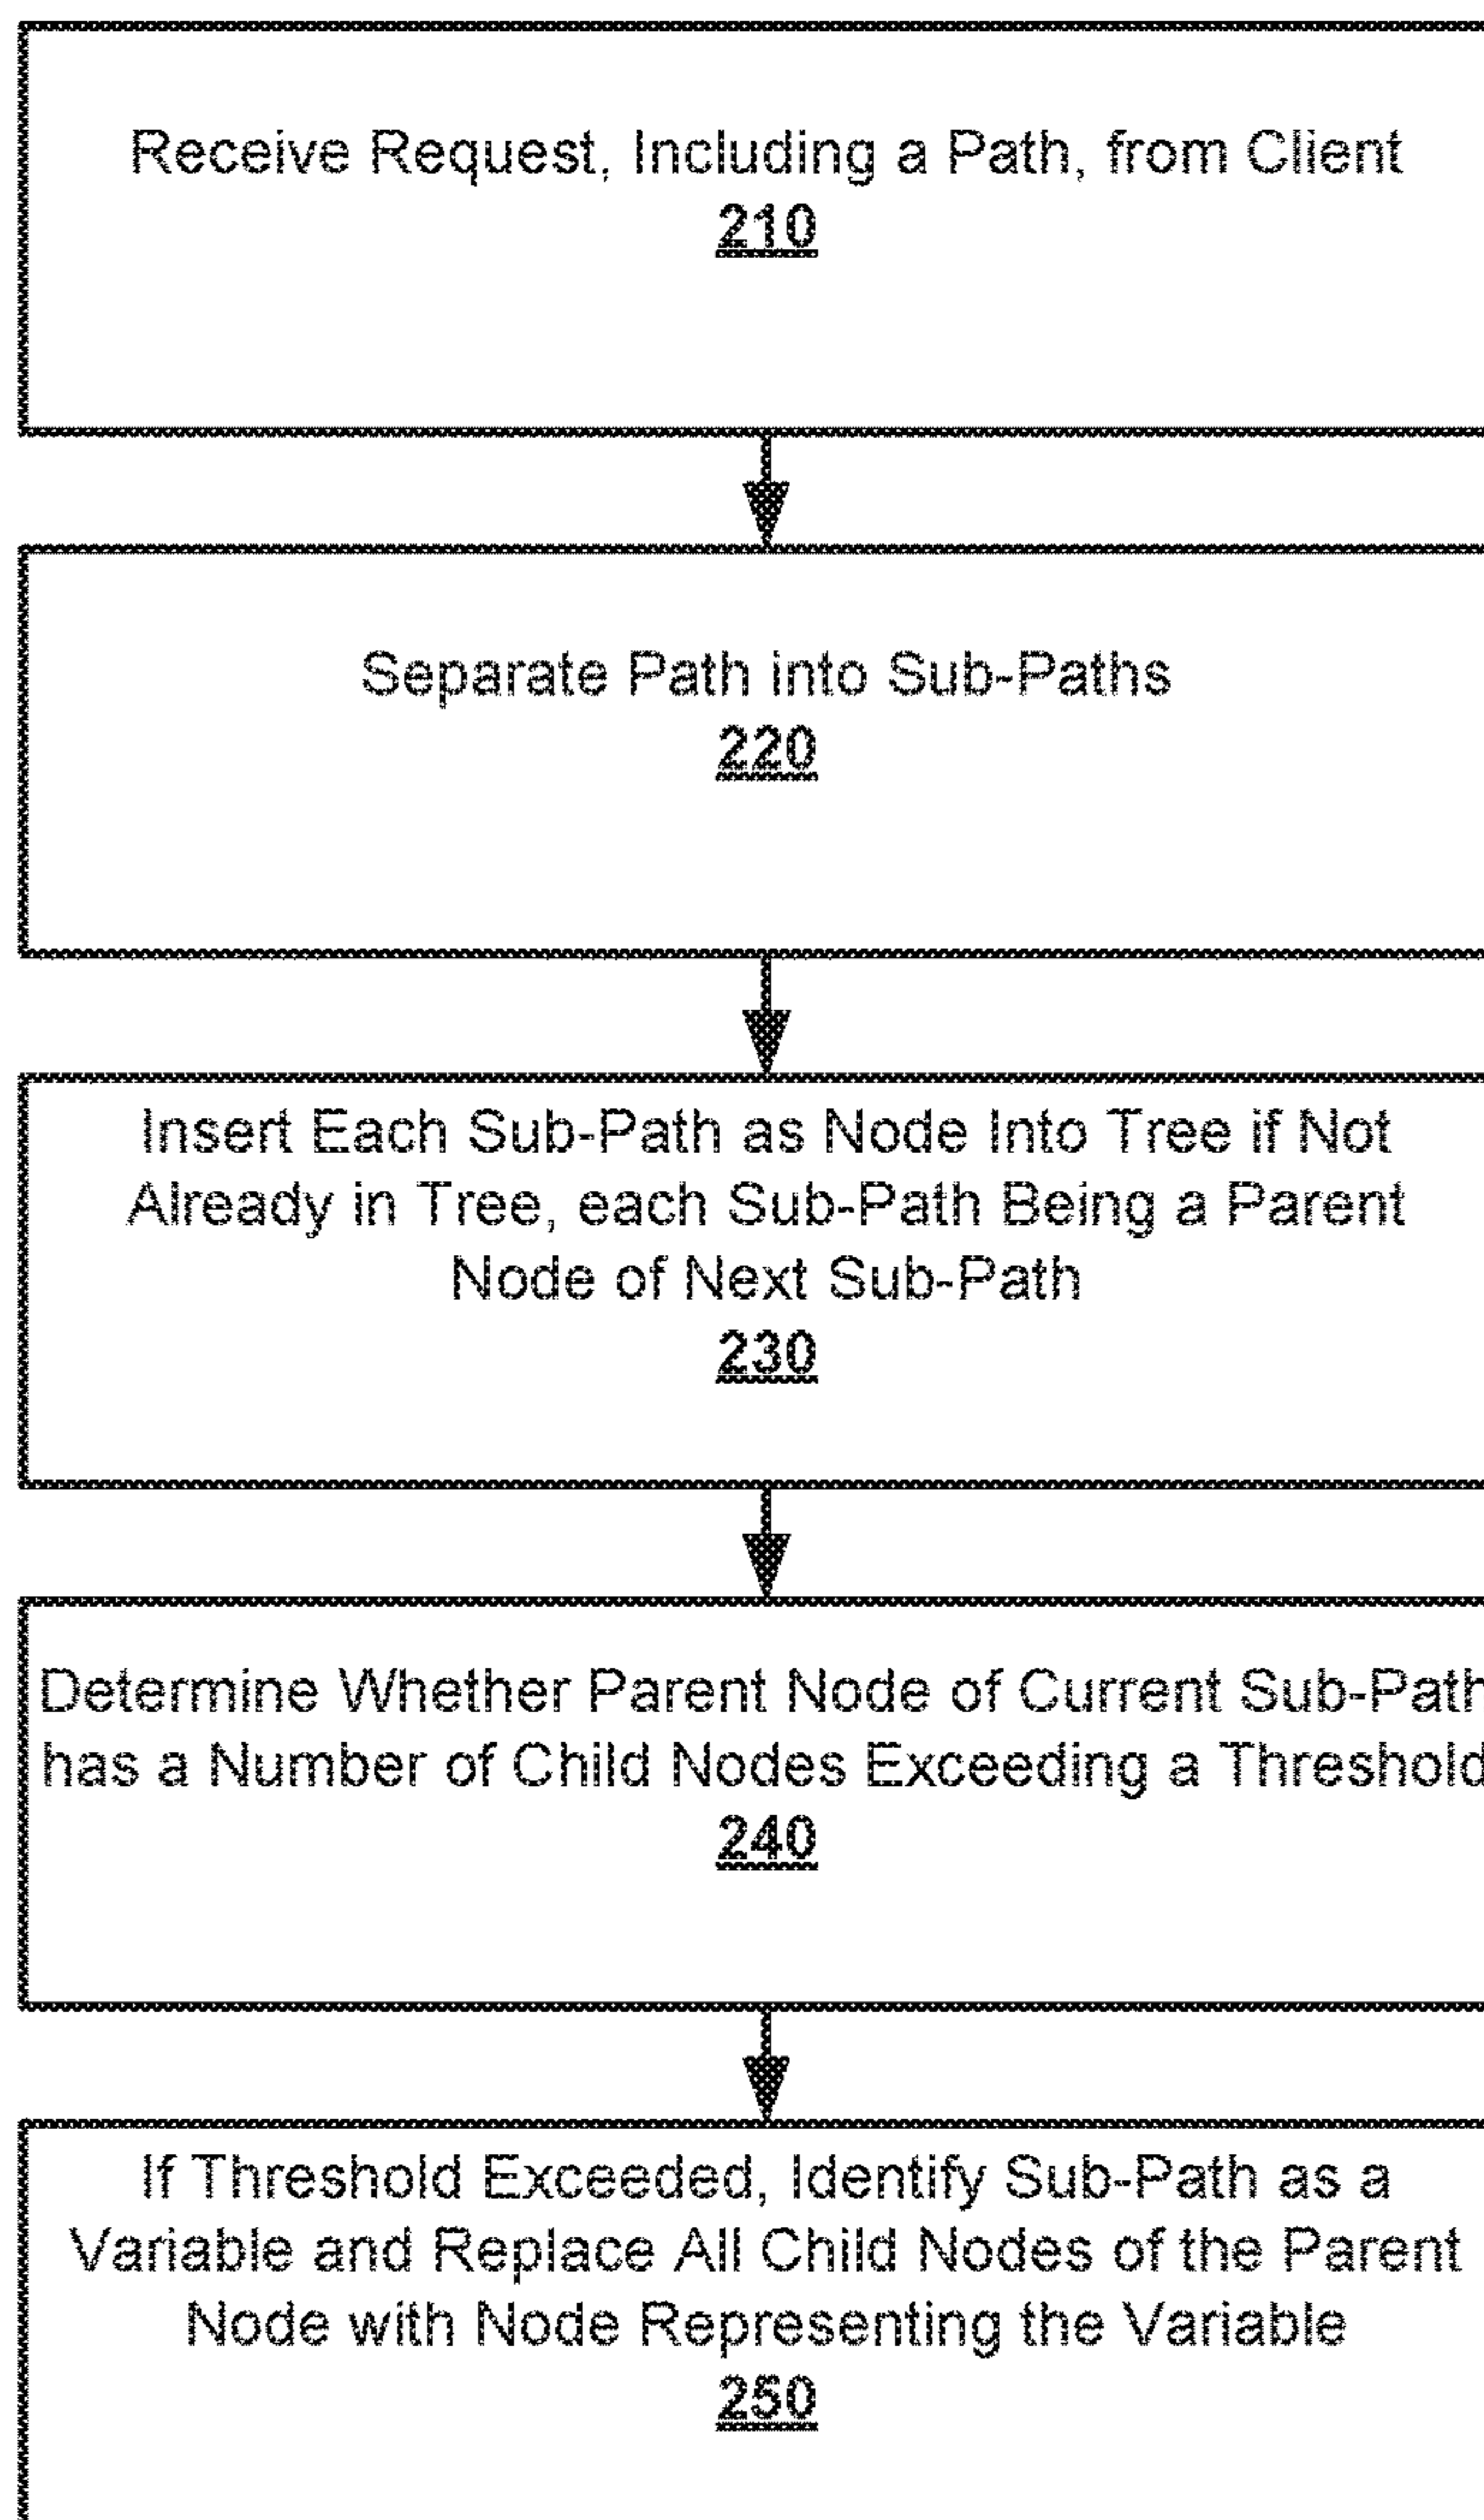 Receive Request, Including a Path, from Client
210
Separate Path into Sub-Paths
220
Insert Each Sub-Path as Node Into Tree if Not
Already in Tree, each Sub-Path Being a Parent
Node of Next Sub-Path
230
Determine Whether Parent Node of Current Sub-Path
has a Number of Child Nodes Exceeding a Threshold
240
If Threshold Exceeded, Identify Sub-Path as a
Variable and Replace All Child Nodes of the Parent
Node with Node Representing the Variable
250